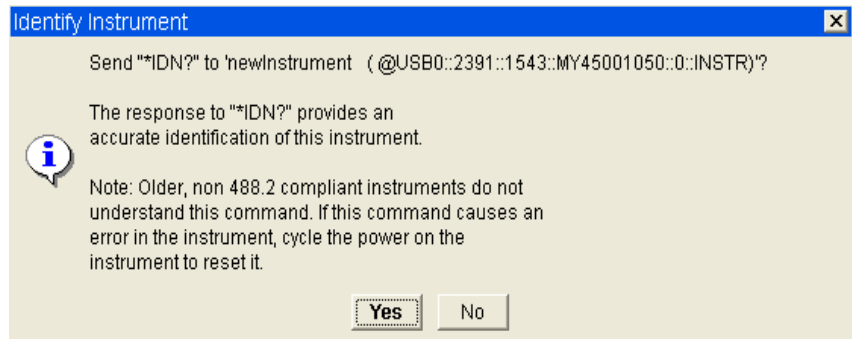 Identify Instrument
Send "*IDN?" to 'newInstrument ( @USB0::2391::1543::MY45001050::0::INSTR)'?
The response to "*IDN?" provides an
accurate identification of this instrument.
Note: Older, non 488.2 compliant instruments do not
understand this command. If this command causes an
error in the instrument, cycle the power on the
instrument to reset it.
Yes No